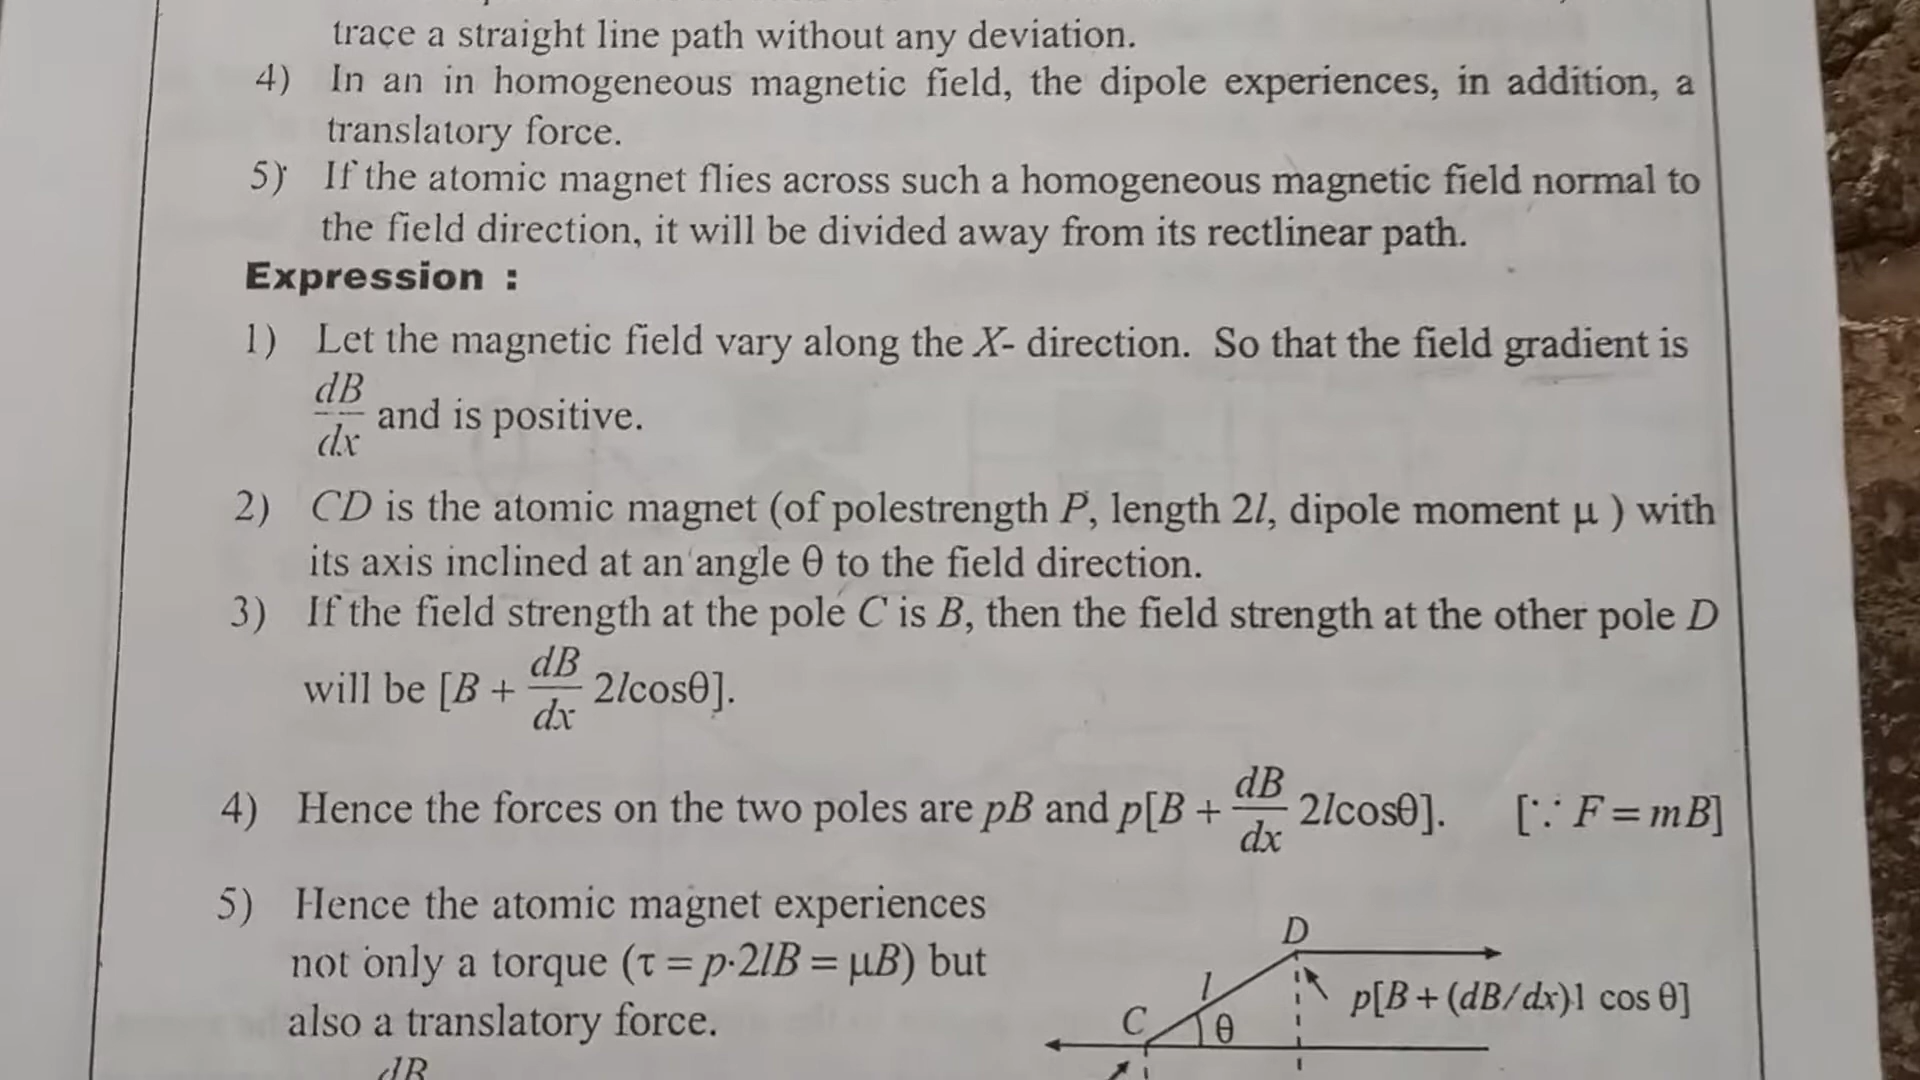 trace a straight line path without any deviation.
4) In an in homogeneous magnetic field, the dipole experiences, in addition, a
translatory force.
5) If the atomic magnet flies across such a homogeneous magnetic field normal to
the field direction, it will be divided away from its rectlinear path.
Expression :
1) Let the magnetic field vary along the X- direction. So that the field gradient is
dB/dx and is positive.
2) CD is the atomic magnet (of polestrength P, length 2l, dipole moment μ ) with
its axis inclined at an angle θ to the field direction.
3) If the field strength at the pole C is B, then the field strength at the other pole D
will be [B + dB/dx 2lcosθ].
4) Hence the forces on the two poles are pB and p[B + dB/dx 2lcosθ]. [∵ F = mB]
5) Hence the atomic magnet experiences
not only a torque (τ = p·2lB = μB) but
also a translatory force.
dB
D
l
p[B + (dB/dx)·l cos θ]
C
θ